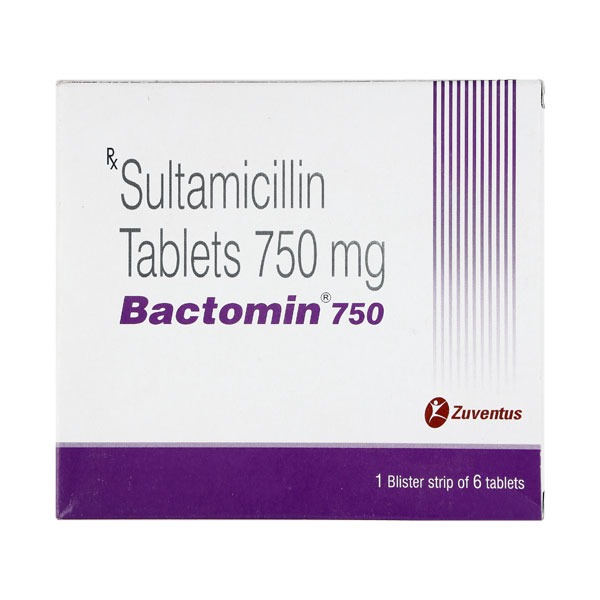 Rx Sultamicillin
Tablets 750 mg
Bactomin® 750
Zuventus
1 Blister strip of 6 tablets